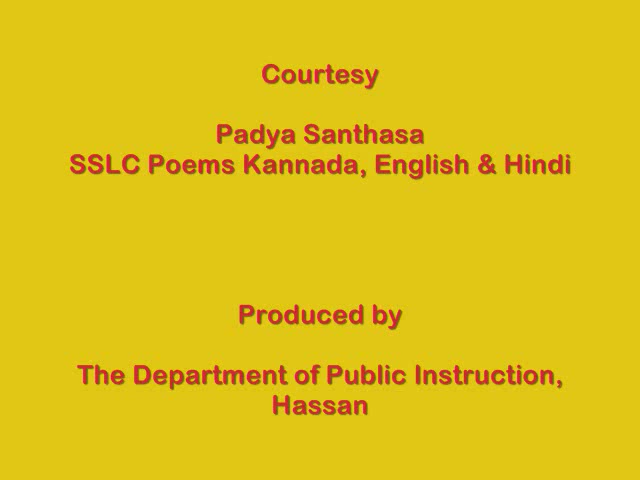 Courtesy
Padya Santhasa
SSLC Poems Kannada, English & Hindi
Produced by
The Department of Public Instruction,
Hassan